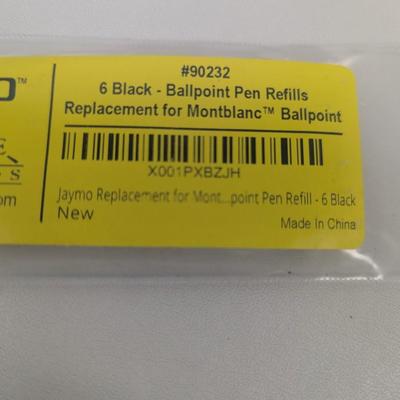 #90232
6 Black - Ballpoint Pen Refills
Replacement for Montblanc™ Ballpoint
X001PXBZJH
Jaymo Replacement for Mont...point Pen Refill - 6 Black
New
Made In China